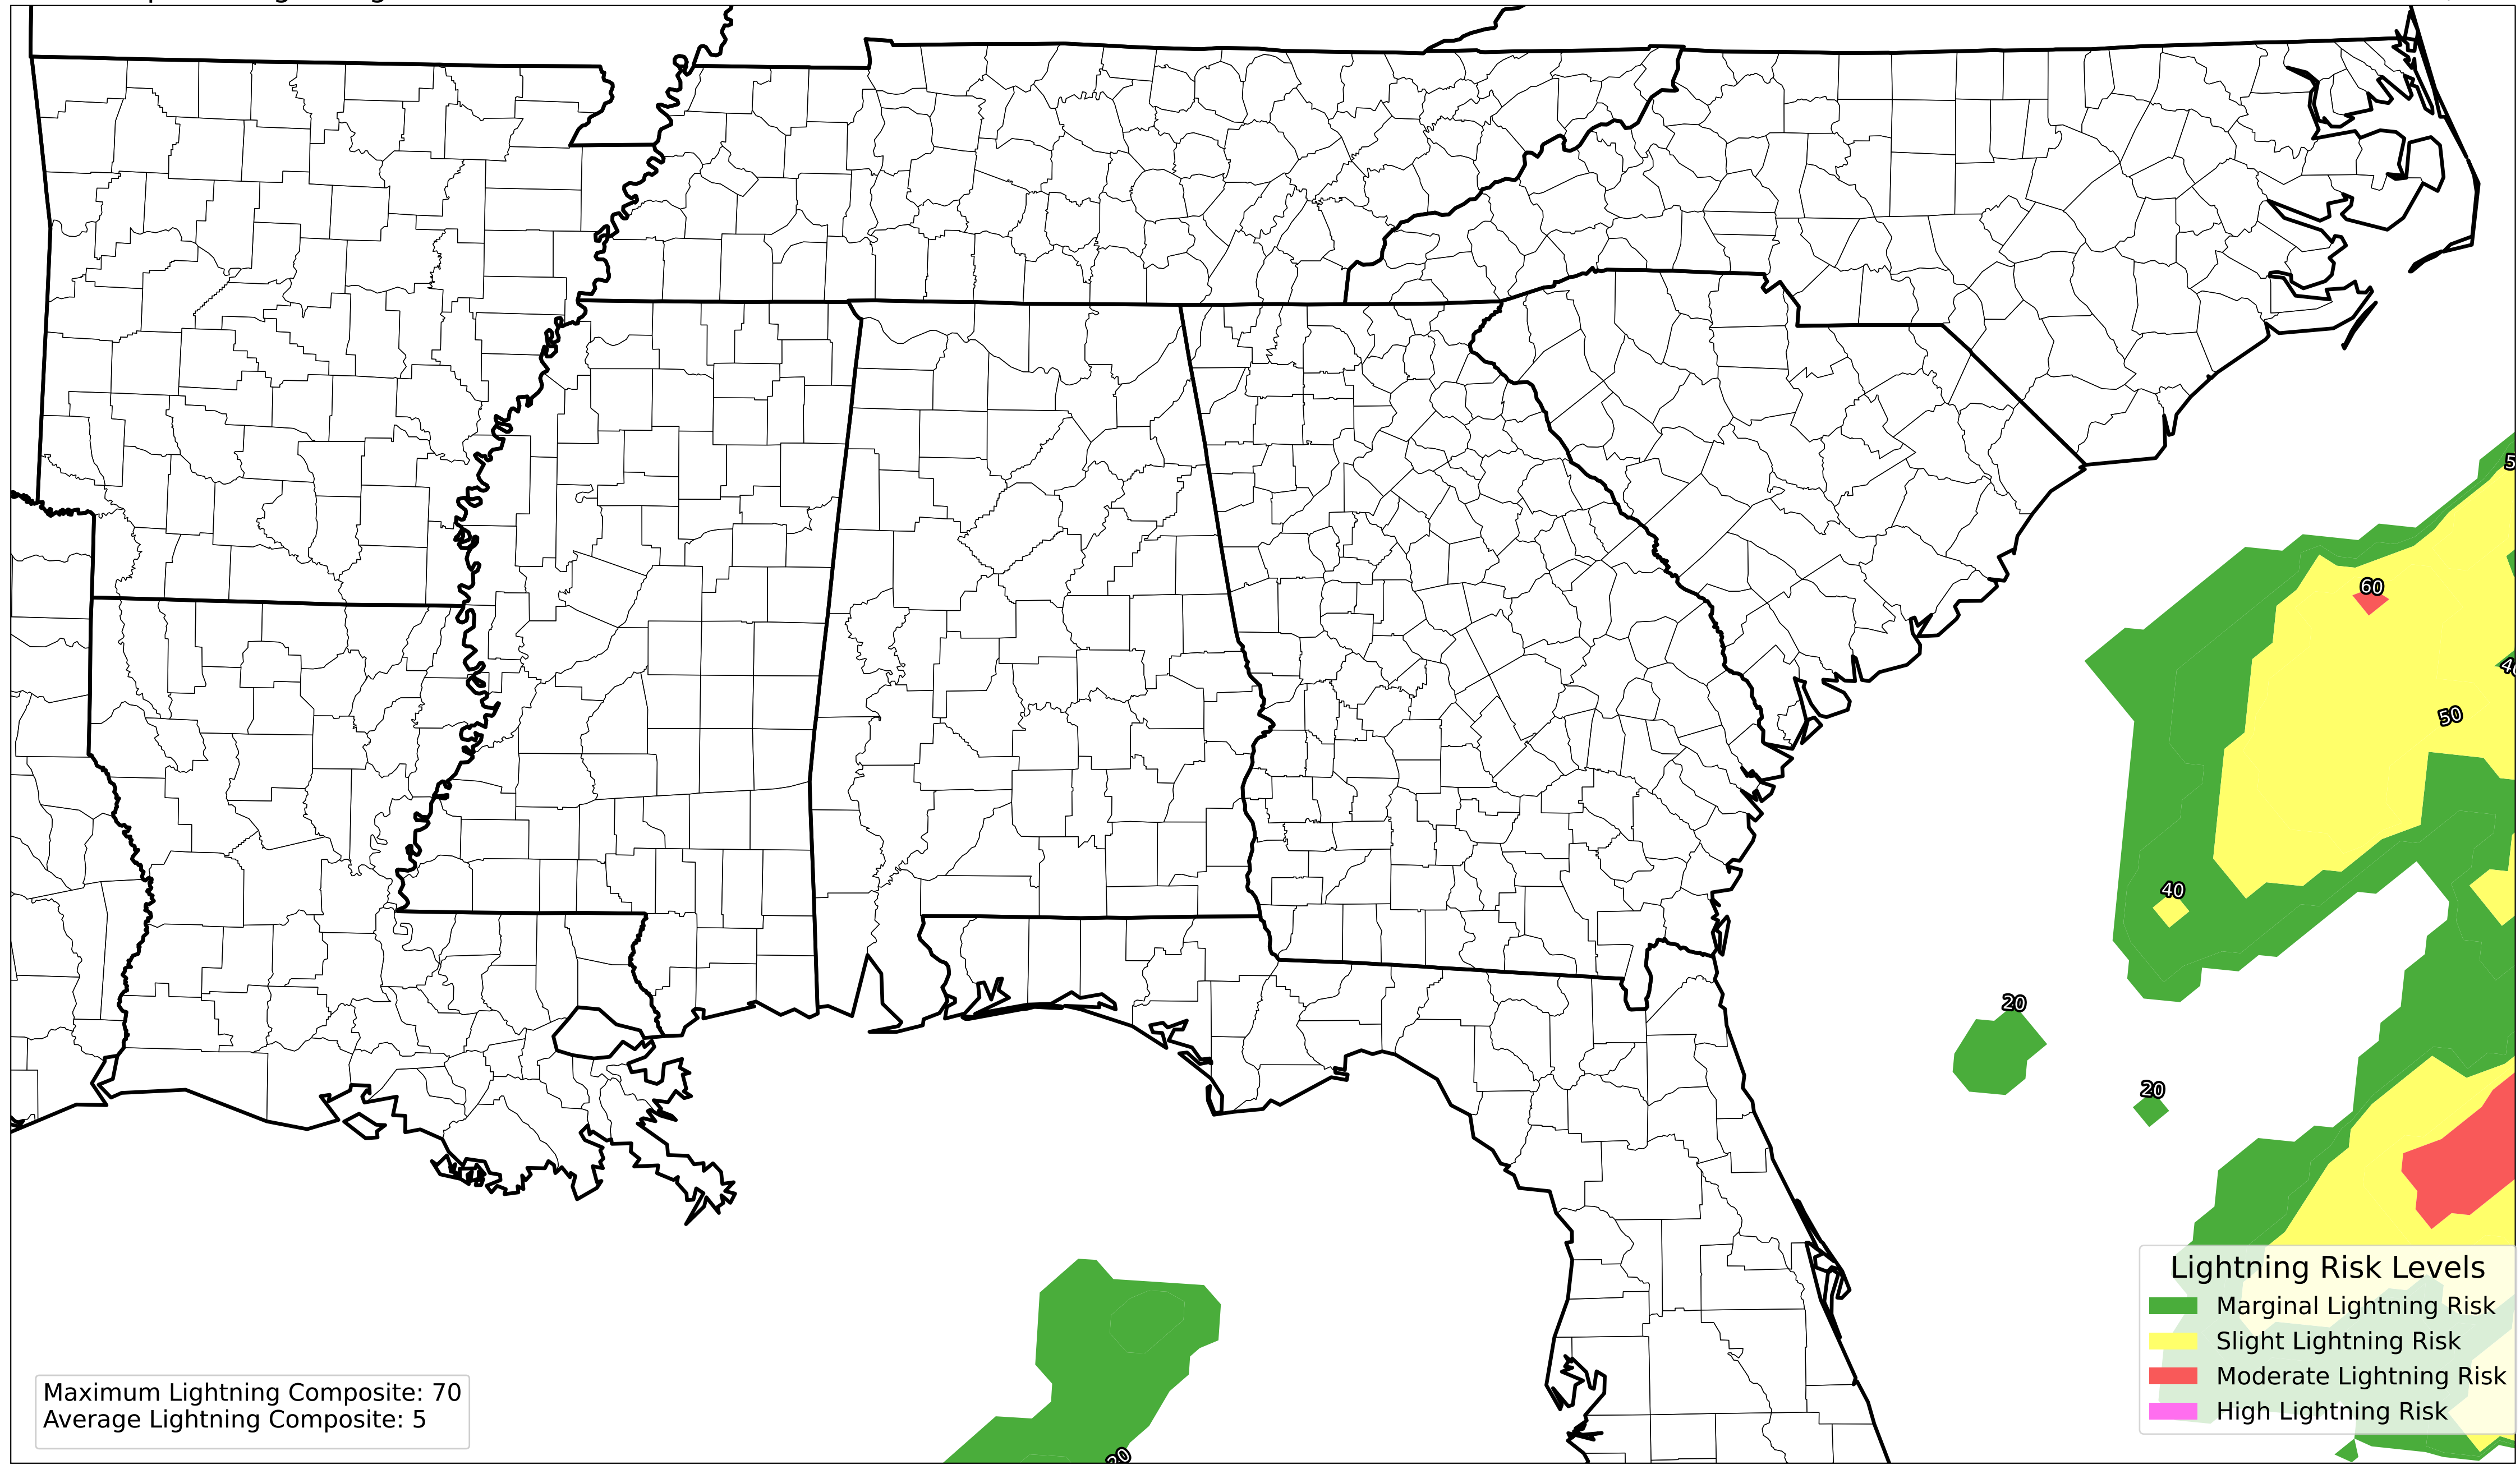 60
50
40
20
20
20
Lightning Risk Levels
Marginal Lightning Risk
Slight Lightning Risk
Moderate Lightning Risk
High Lightning Risk
Maximum Lightning Composite: 70
Average Lightning Composite: 5